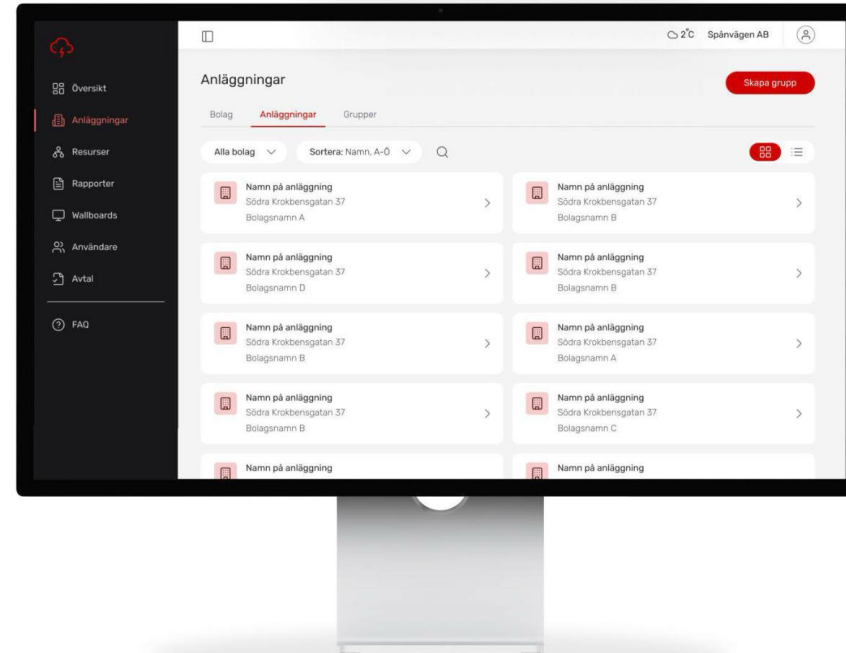 2°C Spånvägen AB
Översikt
Anläggningar
Resurser
Rapporter
Wallboards
Användare
Avtal
FAQ
Anläggningar
Skapa grupp
Bolag Anläggningar Grupper
Alla bolag Sortera: Namn, A-Ö
Namn på anläggning
Södra Krokbensgatan 37
Bolagsnamn A
Namn på anläggning
Södra Krokbensgatan 37
Bolagsnamn B
Namn på anläggning
Södra Krokbensgatan 37
Bolagsnamn D
Namn på anläggning
Södra Krokbensgatan 37
Bolagsnamn B
Namn på anläggning
Södra Krokbensgatan 37
Bolagsnamn B
Namn på anläggning
Södra Krokbensgatan 37
Bolagsnamn A
Namn på anläggning
Södra Krokbensgatan 37
Bolagsnamn B
Namn på anläggning
Södra Krokbensgatan 37
Bolagsnamn C
Namn på anläggning
Namn på anläggning